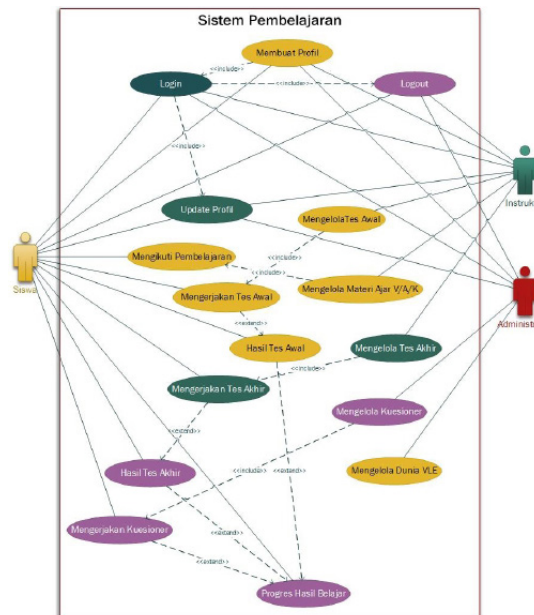 Sistem Pembelajaran
Membuat Profil
<<include>>
Login
<<include>>
Logout
<<include>>
Instruk
Update Profil
MengelolaTes Awal
Siswa
Mengikuti Pembelajaran
<<include>>
<<include>>
Mengelola Materi Ajar V/A/K
Mengerjakan Tes Awal
Administ
<<extend>>
Hasil Tes Awal
Mengelola Tes Akhir
<<include>>
Mengerjakan Tes Akhir
Mengelola Kuesioner
<<extend>>
Hasil Tes Akhir
<<include>>
<<extend>>
Mengelola Dunia VLE
Mengerjakan Kuesioner
<<extend>>
<<extend>>
Progres Hasil Belajar